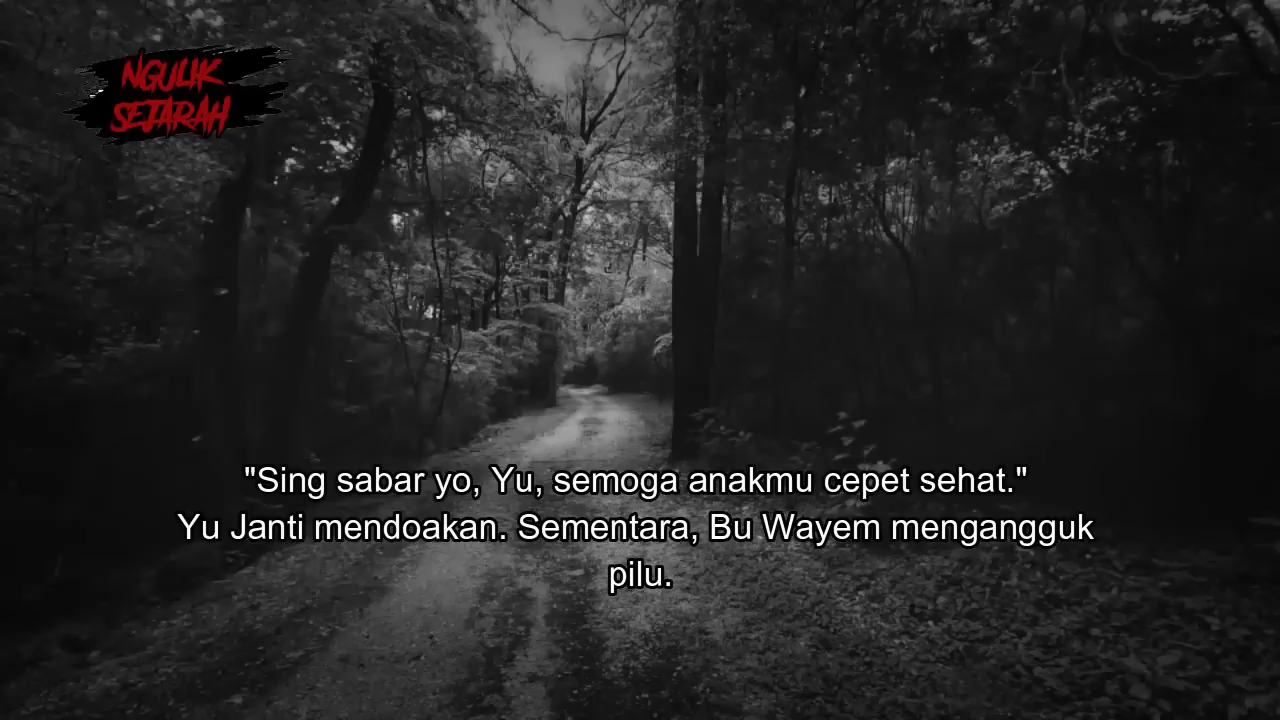 NGULIK
SEJARAH
"Sing sabar yo, Yu, semoga anakmu cepet sehat."
Yu Janti mendoakan. Sementara, Bu Wayem mengangguk
pilu.